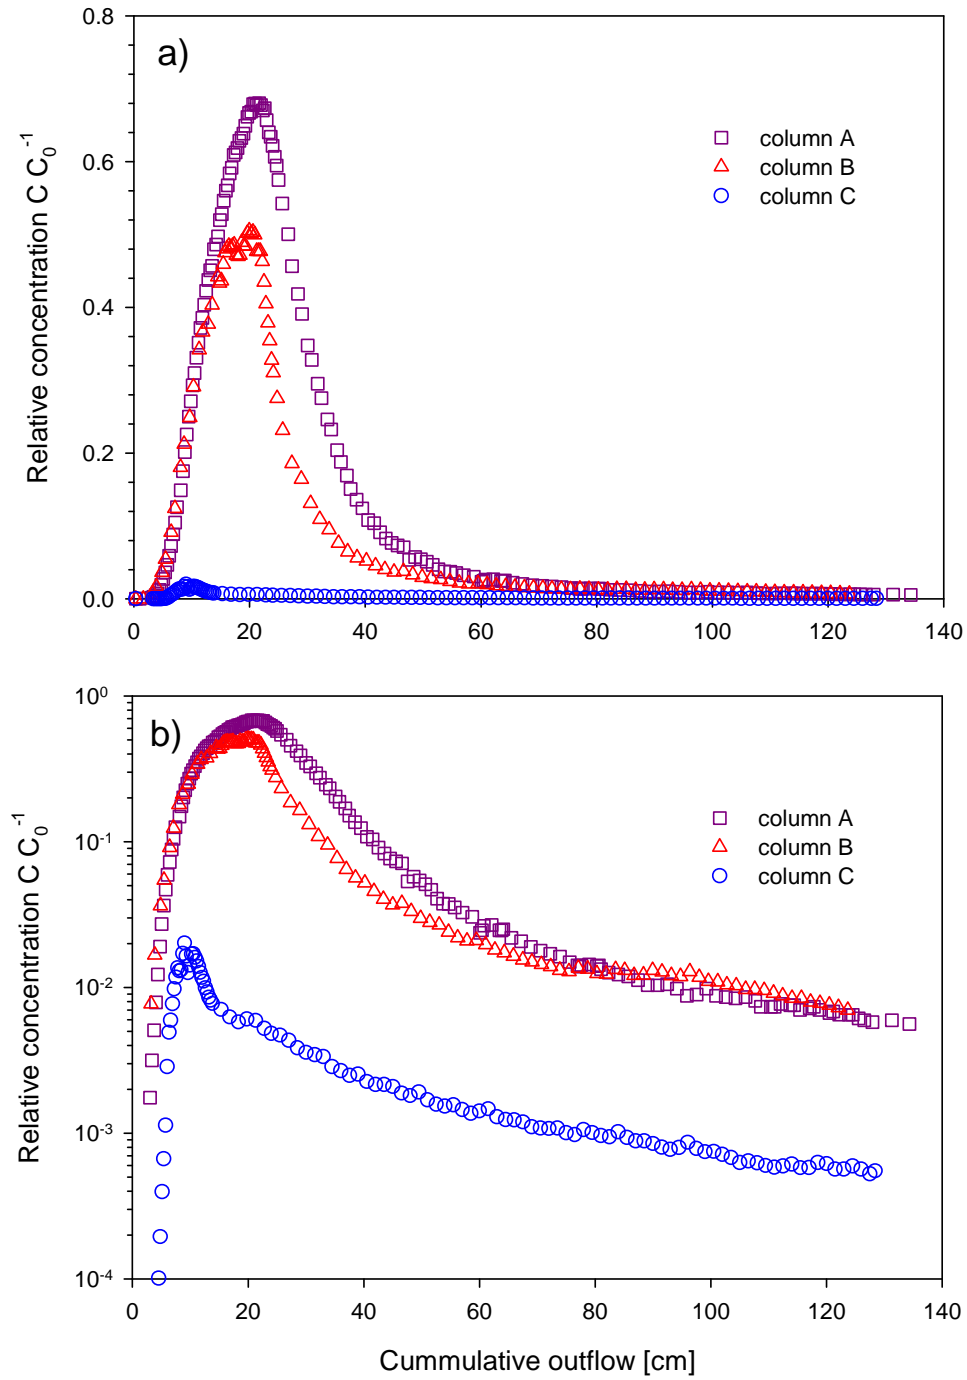 a)
Relative concentration C C₀⁻¹
0.8
0.6
0.4
0.2
0.0
column A
column B
column C
0 20 40 60 80 100 120 140
b)
Relative concentration C C₀⁻¹
10⁰
10⁻¹
10⁻²
10⁻³
10⁻⁴
column A
column B
column C
0 20 40 60 80 100 120 140
Cummulative outflow [cm]